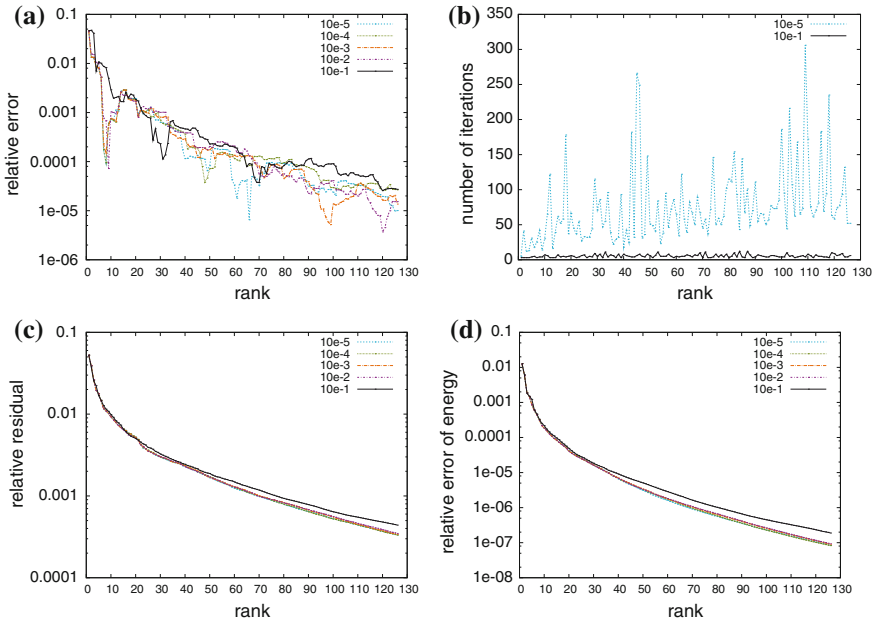 (a)
0.1
0.01
0.001
0.0001
1e-05
1e-06
0 10 20 30 40 50 60 70 80 90 100 110 120 130
relative error
rank
10e-5
10e-4
10e-3
10e-2
10e-1
(b)
350
300
250
200
150
100
50
0
0 10 20 30 40 50 60 70 80 90 100 110 120 130
number of iterations
rank
10e-5
10e-1
(c)
0.1
0.01
0.001
0.0001
0 10 20 30 40 50 60 70 80 90 100 110 120 130
relative residual
rank
10e-5
10e-4
10e-3
10e-2
10e-1
(d)
0.1
0.01
0.001
0.0001
1e-05
1e-06
1e-07
1e-08
0 10 20 30 40 50 60 70 80 90 100 110 120 130
relative error of energy
rank
10e-5
10e-4
10e-3
10e-2
10e-1